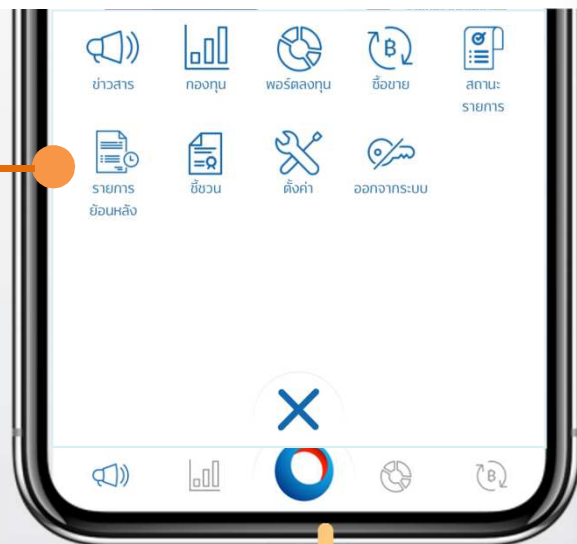 ข่าวสาร
กองทุน
พอร์ตลงทุน
ซื้อขาย
สถานะ
รายการ
รายการ
ย้อนหลัง
ชี้ชวน
ตั้งค่า
ออกจากระบบ